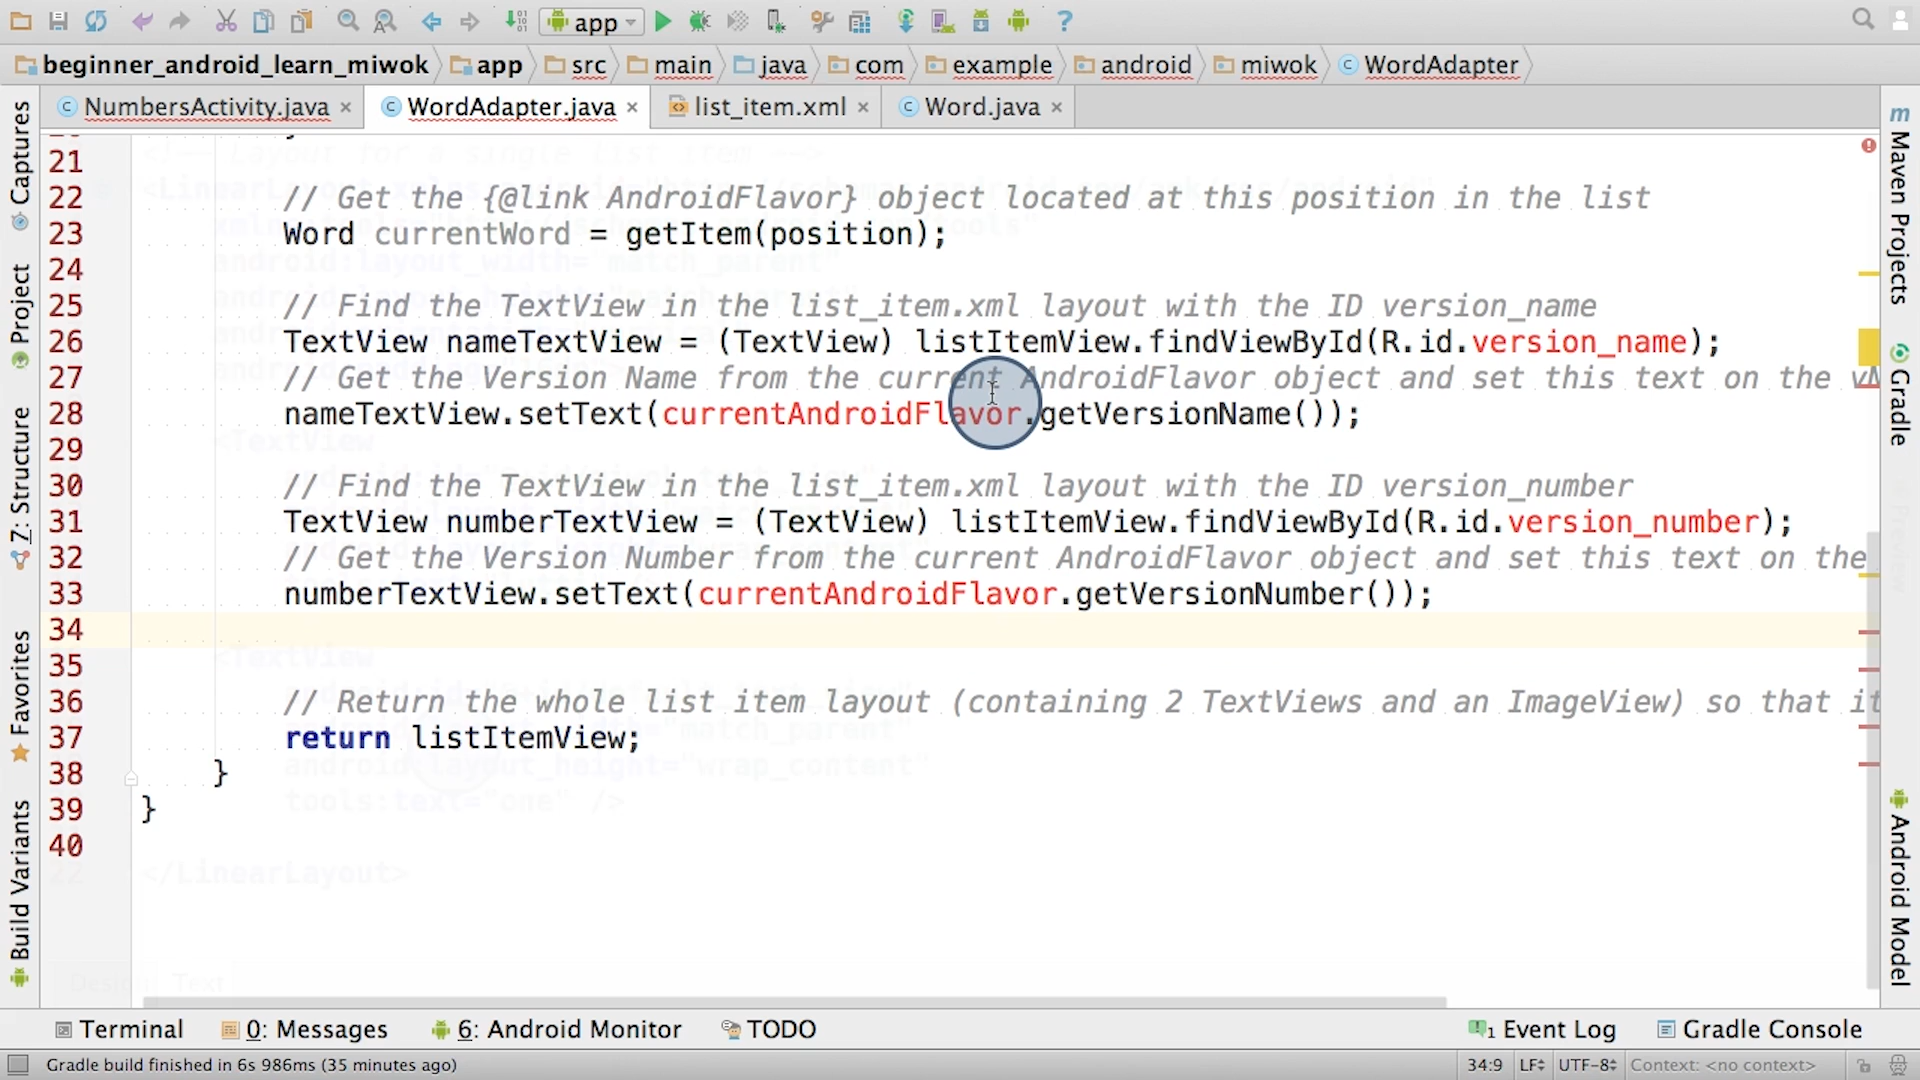 app
beginner_android_learn_miwok app src main java com example android miwok WordAdapter
NumbersActivity.java WordAdapter.java list_item.xml Word.java
21
22 // Get the {@link AndroidFlavor} object located at this position in the list
23 Word currentWord = getItem(position);
24
25 // Find the TextView in the list_item.xml layout with the ID version_name
26 TextView nameTextView = (TextView) listItemView.findViewById(R.id.version_name);
27 // Get the Version Name from the current AndroidFlavor object and set this text on the
28 nameTextView.setText(currentAndroidFlavor.getVersionName());
29
30 // Find the TextView in the list_item.xml layout with the ID version_number
31 TextView numberTextView = (TextView) listItemView.findViewById(R.id.version_number);
32 // Get the Version Number from the current AndroidFlavor object and set this text on the
33 numberTextView.setText(currentAndroidFlavor.getVersionNumber());
34
35
36 // Return the whole list item layout (containing 2 TextViews and an ImageView) so that it
37 return listItemView;
38 }
39 }
40
</LinearLayout>
Captures
Project
7: Structure
Favorites
Build Variants
Maven Projects
Gradle
Preview
Android Model
Design Text
Terminal 0: Messages 6: Android Monitor TODO 1 Event Log Gradle Console
Gradle build finished in 6s 986ms (35 minutes ago) 34:9 LF UTF-8 Context: <no context>